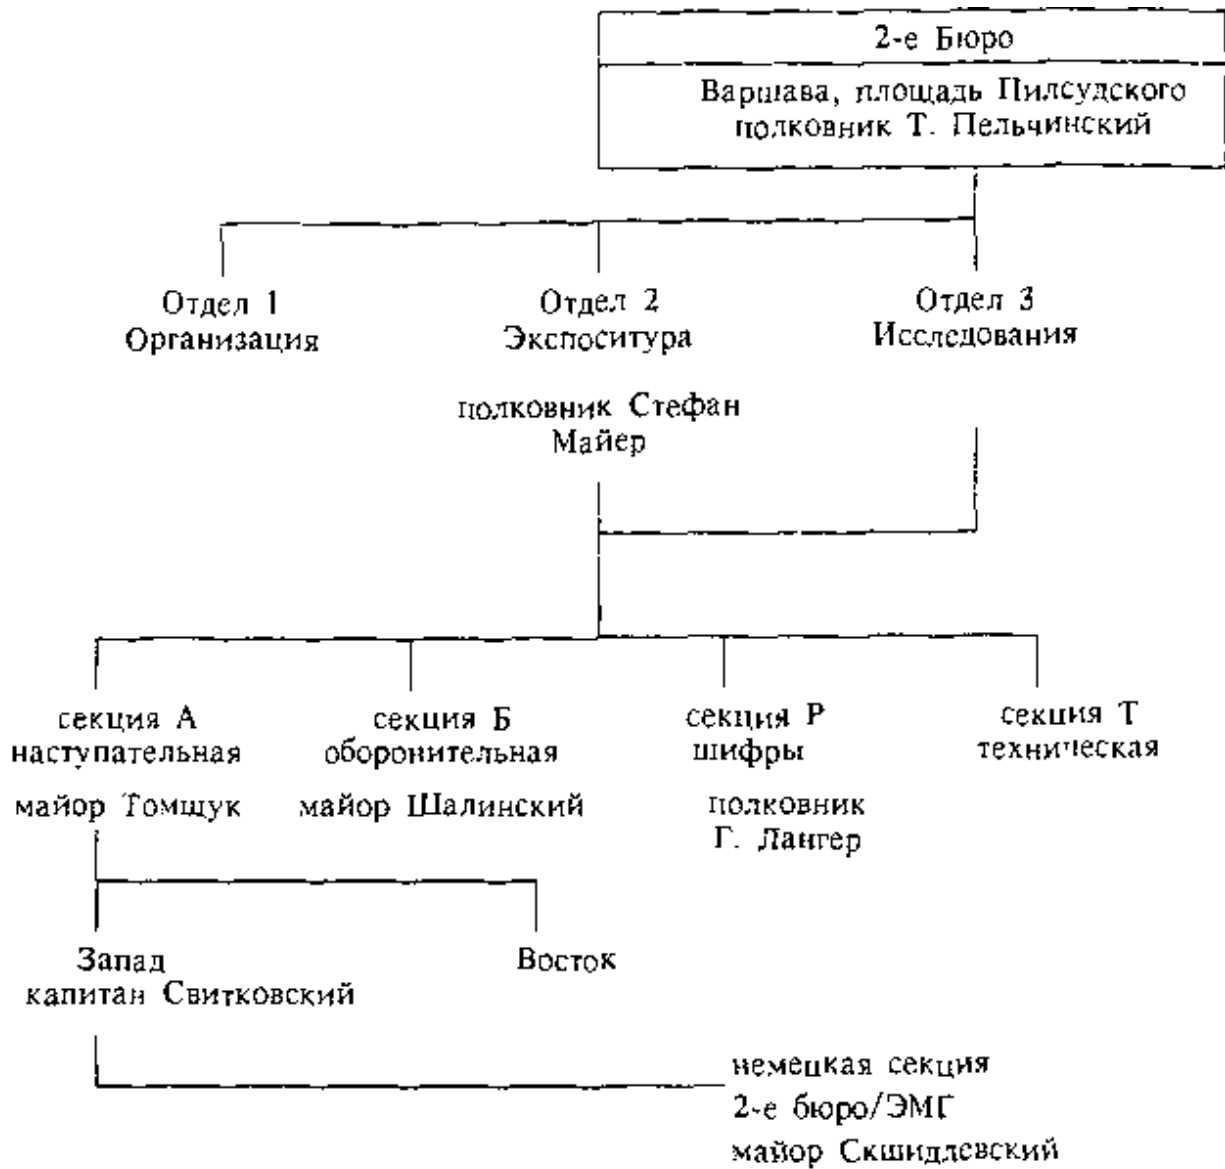 2-е Бюро
Варшава, площадь Пилсудского
полковник Т. Пельчинский
Отдел 1
Организация
Отдел 2
Экспоситура
Отдел 3
Исследования
полковник Стефан
Майер
секция А
наступательная
майор Томщук
секция Б
оборонительная
майор Шалинский
секция Р
шифры
полковник
Г. Лангер
секция Т
техническая
Запад
капитан Свитковский
Восток
немецкая секция
2-е бюро/ЭМГ
майор Скшидлевский